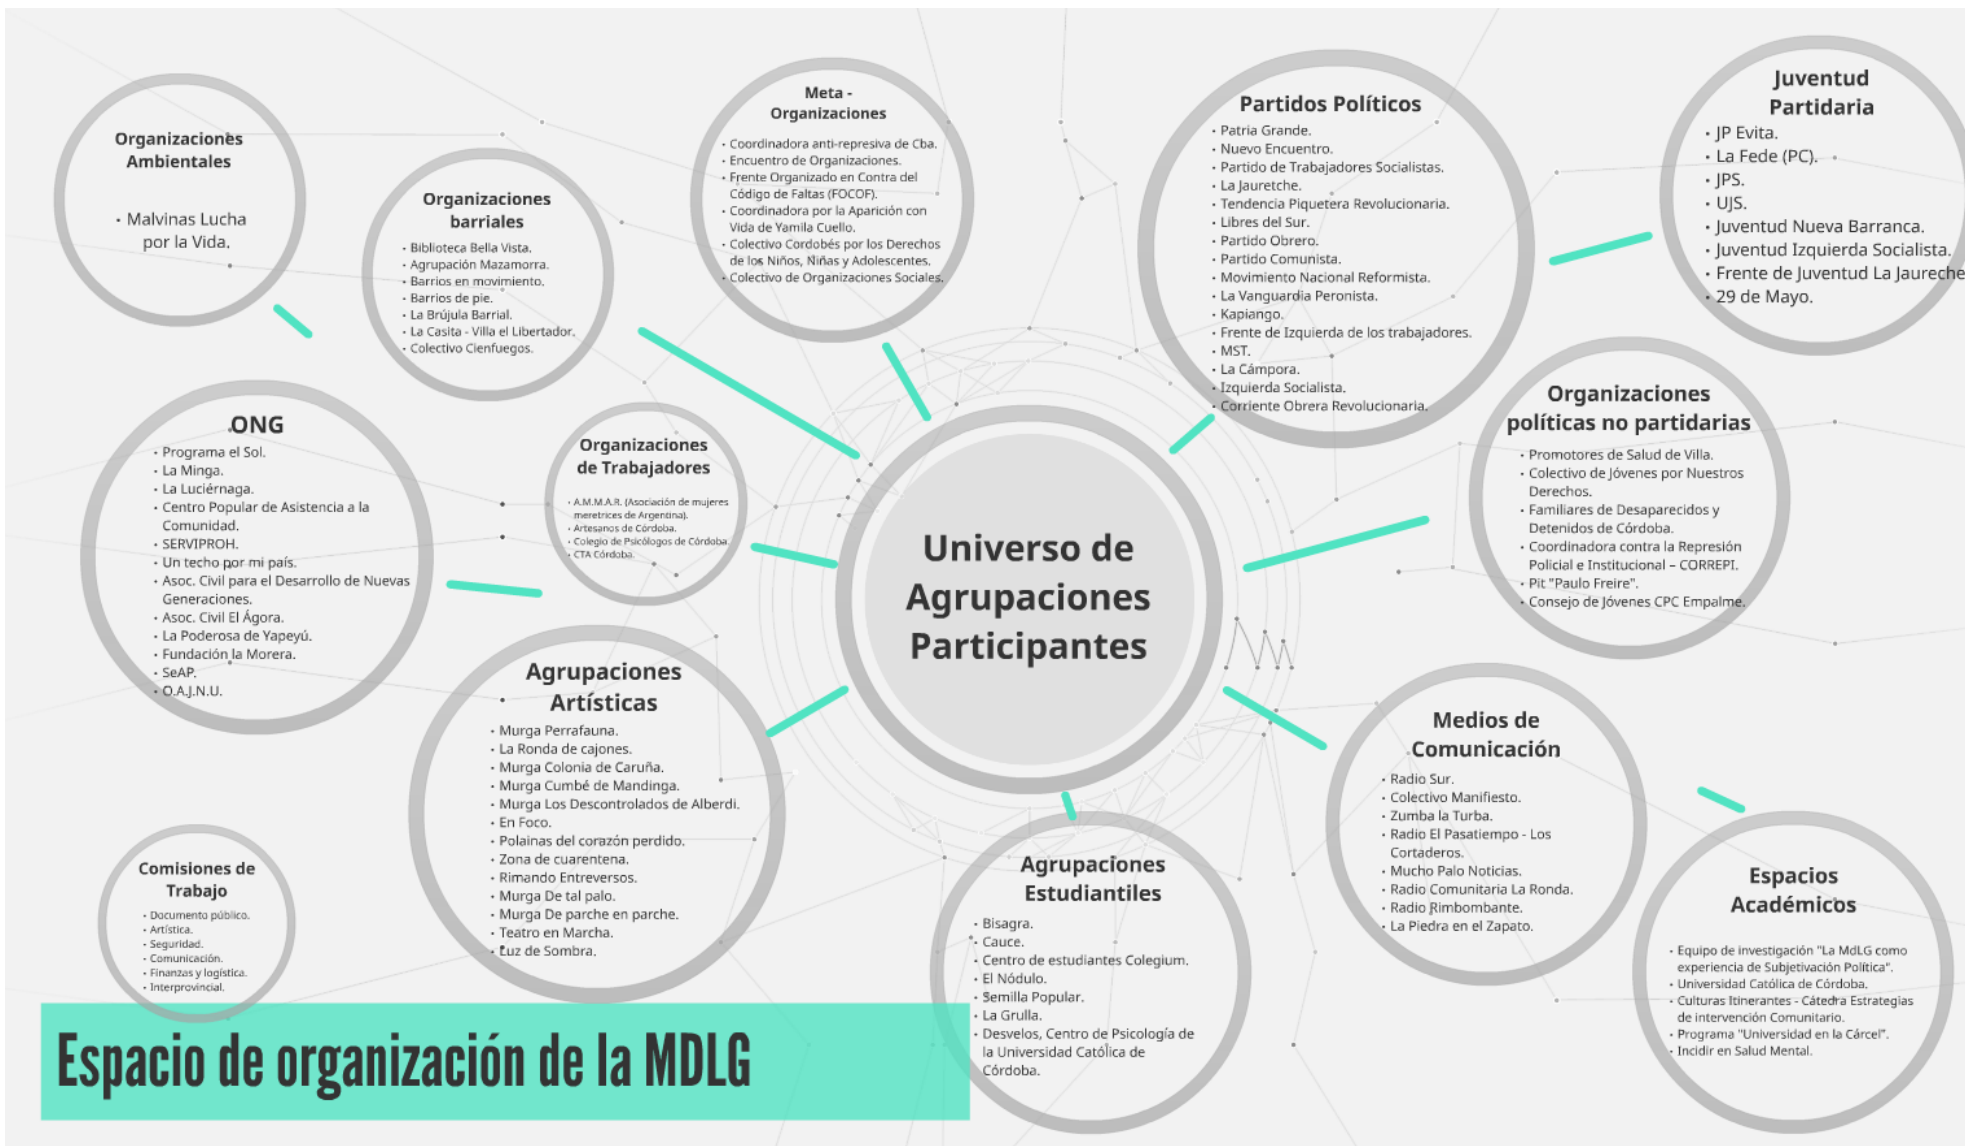 Organizaciones
Ambientales
• Malvinas Lucha
por la Vida.
Organizaciones
barriales
• Biblioteca Bella Vista.
• Agrupación Mazamorra.
• Barrios en movimiento.
• Barrios de pie.
• La Brújula Barrial.
• La Casita - Villa el Libertador.
• Colectivo Cienfuegos.
Meta -
Organizaciones
• Coordinadora anti-represiva de Cba.
• Encuentro de Organizaciones.
• Frente Organizado en Contra del
Código de Faltas (FOCOF).
• Coordinadora por la Aparición con
Vida de Yamila Cuello.
• Colectivo Cordobés por los Derechos
de los Niños, Niñas y Adolescentes.
• Colectivo de Organizaciones Sociales.
Partidos Políticos
• Patria Grande.
• Nuevo Encuentro.
• Partido de Trabajadores Socialistas.
• La Jauretche.
• Tendencia Piquetera Revolucionaria.
• Libres del Sur.
• Partido Obrero.
• Partido Comunista.
• Movimiento Nacional Reformista.
• La Vanguardia Peronista.
• Kapiango.
• Frente de Izquierda de los trabajadores.
• MST.
• La Cámpora.
• Izquierda Socialista.
• Corriente Obrera Revolucionaria.
Juventud
Partidaria
• JP Evita.
• La Fede (PC).
• JPS.
• UJS.
• Juventud Nueva Barranca.
• Juventud Izquierda Socialista.
• Frente de Juventud La Jaureche
• 29 de Mayo.
ONG
• Programa el Sol.
• La Minga.
• La Luciérnaga.
• Centro Popular de Asistencia a la
Comunidad.
• SERVIPROH.
• Un techo por mi país.
• Asoc. Civil para el Desarrollo de Nuevas
Generaciones.
• Asoc. Civil El Ágora.
• La Poderosa de Yapeyú.
• Fundación la Morera.
• SeAP.
• O.A.J.N.U.
Organizaciones
de Trabajadores
• A.M.M.A.R. (Asociación de mujeres
meretrices de Argentina).
• Artesanos de Córdoba.
• Colegio de Psicólogos de Córdoba.
• CTA Córdoba.
Universo de
Agrupaciones
Participantes
Organizaciones
políticas no partidarias
• Promotores de Salud de Villa.
• Colectivo de Jóvenes por Nuestros
Derechos.
• Familiares de Desaparecidos y
Detenidos de Córdoba.
• Coordinadora contra la Represión
Policial e Institucional – CORREPI.
• Pit "Paulo Freire".
• Consejo de Jóvenes CPC Empalme.
Agrupaciones
Artísticas
• Murga Perrafauna.
• La Ronda de cajones.
• Murga Colonia de Caruña.
• Murga Cumbé de Mandinga.
• Murga Los Descontrolados de Alberdi.
• En Foco.
• Polainas del corazón perdido.
• Zona de cuarentena.
• Rimando Entreversos.
• Murga De tal palo.
• Murga De parche en parche.
• Teatro en Marcha.
• Luz de Sombra.
Medios de
Comunicación
• Radio Sur.
• Colectivo Manifiesto.
• Zumba la Turba.
• Radio El Pasatiempo - Los
Cortaderos.
• Mucho Palo Noticias.
• Radio Comunitaria La Ronda.
• Radio Rimbombante.
• La Piedra en el Zapato.
Comisiones de
Trabajo
• Documento público.
• Artística.
• Seguridad.
• Comunicación.
• Finanzas y logística.
• Interprovincial.
Agrupaciones
Estudiantiles
• Bisagra.
• Cauce.
• Centro de estudiantes Colegium.
• El Nódulo.
• Semilla Popular.
• La Grulla.
• Desvelos, Centro de Psicología de
la Universidad Católica de
Córdoba.
Espacios
Académicos
• Equipo de investigación "La MdLG como
experiencia de Subjetivación Política".
• Universidad Católica de Córdoba.
• Culturas Itinerantes - Cátedra Estrategias
de intervención Comunitario.
• Programa "Universidad en la Cárcel".
• Incidir en Salud Mental.
Espacio de organización de la MDLG